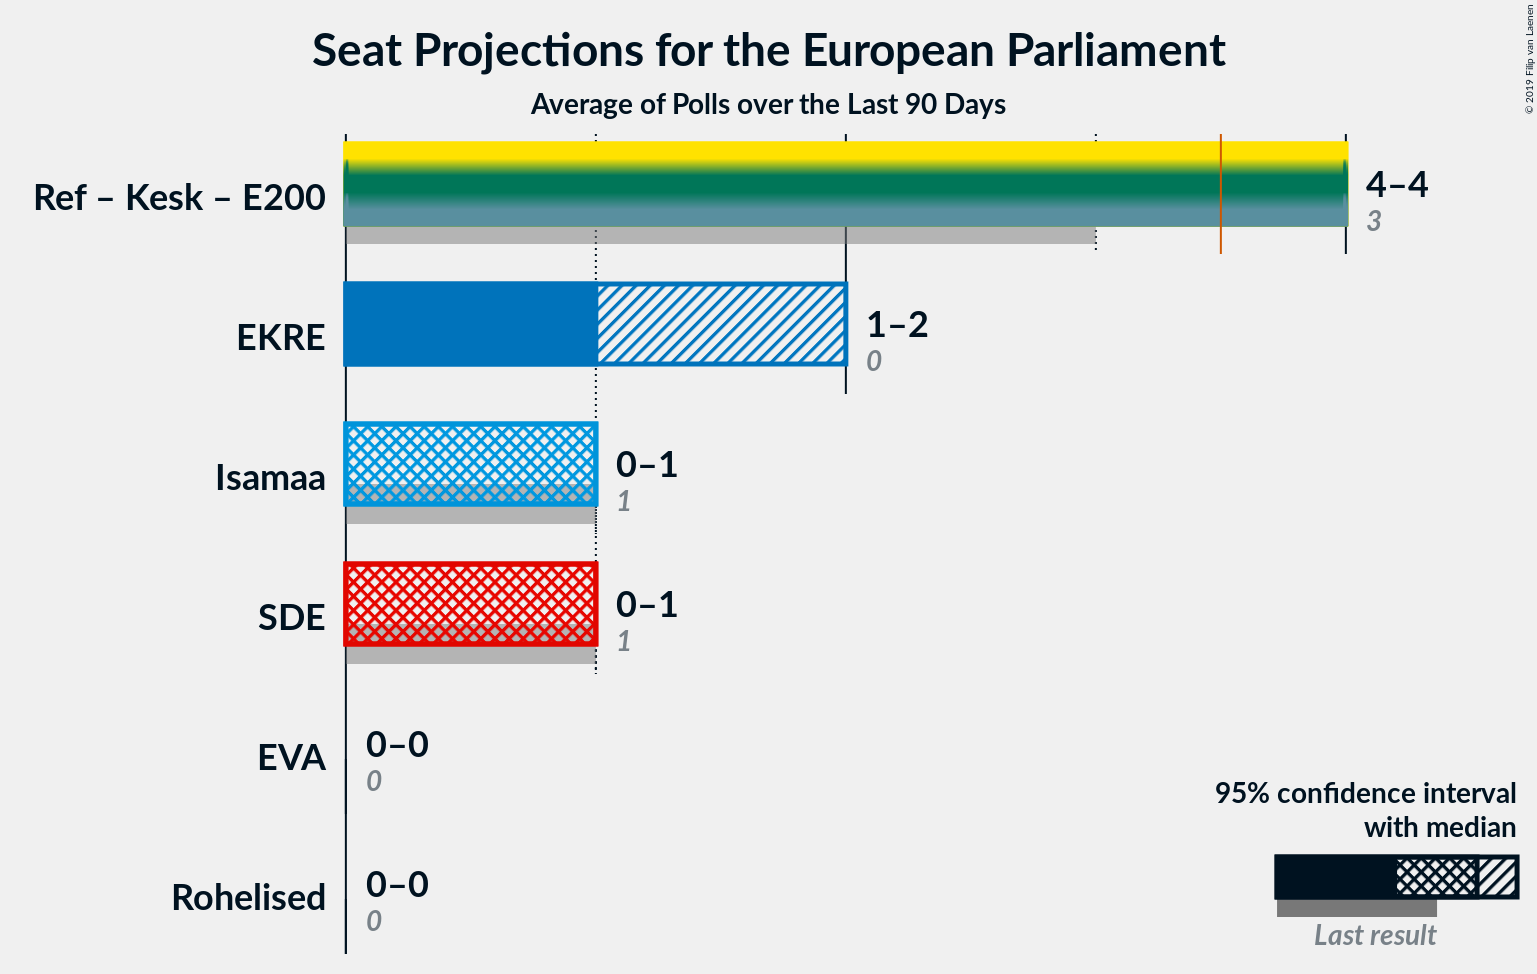 Seat Projections for the European Parliament
Average of Polls over the Last 90 Days
© 2019 Filip van Laenen
Ref – Kesk – E200
4–4
3
EKRE
1–2
0
Isamaa
0–1
1
SDE
0–1
1
EVA
0–0
0
Rohelised
0–0
0
95% confidence interval
with median
Last result